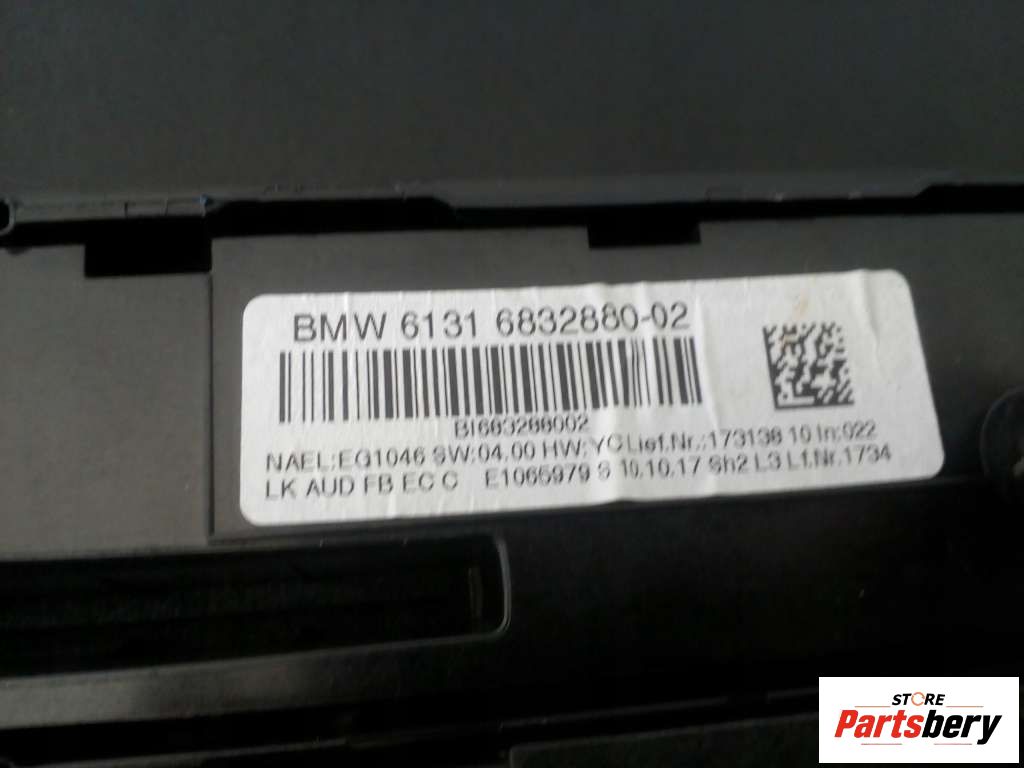 BMW 6131 6832880-02
BI683288002
NAEL:EG1046 SW:04.00 HW:YC Lief.Nr.:173138 10 In:022
LK AUD FB EC C E1065979 S 10.10.17 Sh2 L3 Lf.Nr.1734
STORE
Partsbery